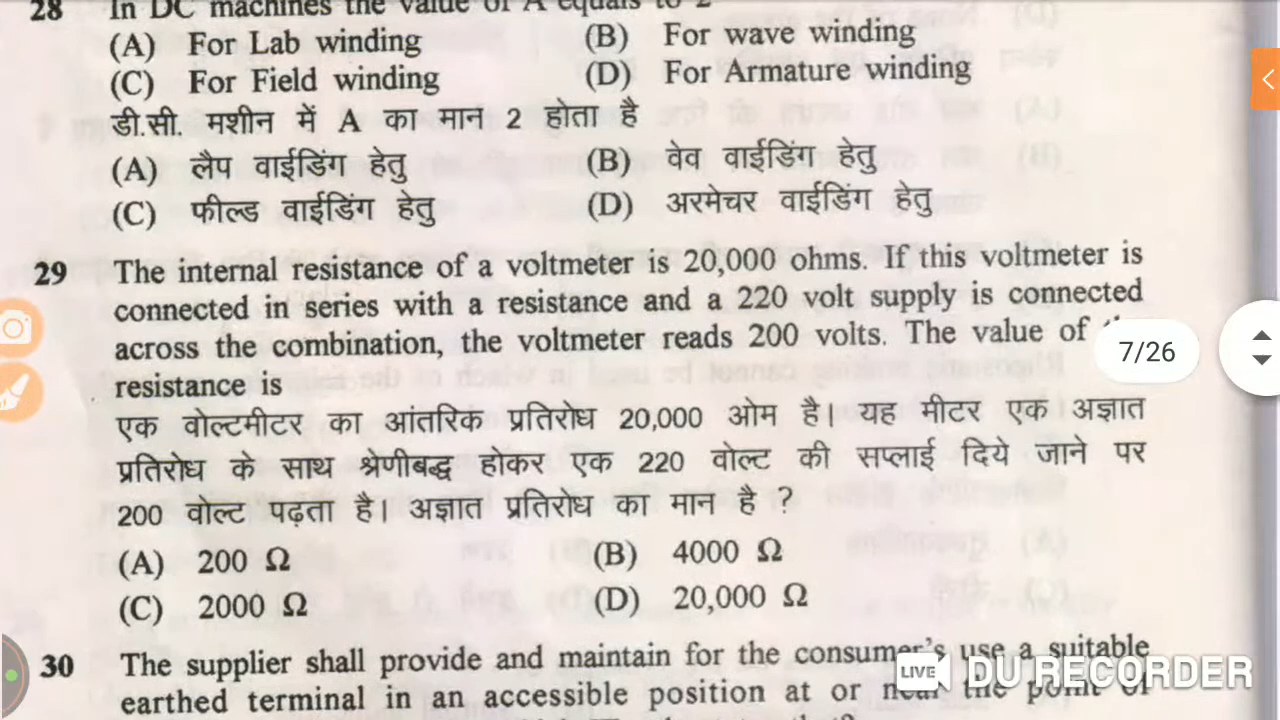 28 In DC machines the value of A equals to 2
(A) For Lab winding (B) For wave winding
(C) For Field winding (D) For Armature winding
डी.सी. मशीन में A का मान 2 होता है
(A) लैप वाईडिंग हेतु (B) वेव वाईडिंग हेतु
(C) फील्ड वाईडिंग हेतु (D) अरमेचर वाईडिंग हेतु
29 The internal resistance of a voltmeter is 20,000 ohms. If this voltmeter is
connected in series with a resistance and a 220 volt supply is connected
across the combination, the voltmeter reads 200 volts. The value of
7/26
resistance is
एक वोल्टमीटर का आंतरिक प्रतिरोध 20,000 ओम है। यह मीटर एक अज्ञात
प्रतिरोध के साथ श्रेणीबद्ध होकर एक 220 वोल्ट की सप्लाई दिये जाने पर
200 वोल्ट पढ़ता है। अज्ञात प्रतिरोध का मान है ?
(A) 200 Ω (B) 4000 Ω
(C) 2000 Ω (D) 20,000 Ω
30 The supplier shall provide and maintain for the consumer's use a suitable
LIVE DU RECORDER
earthed terminal in an accessible position at or near the point of